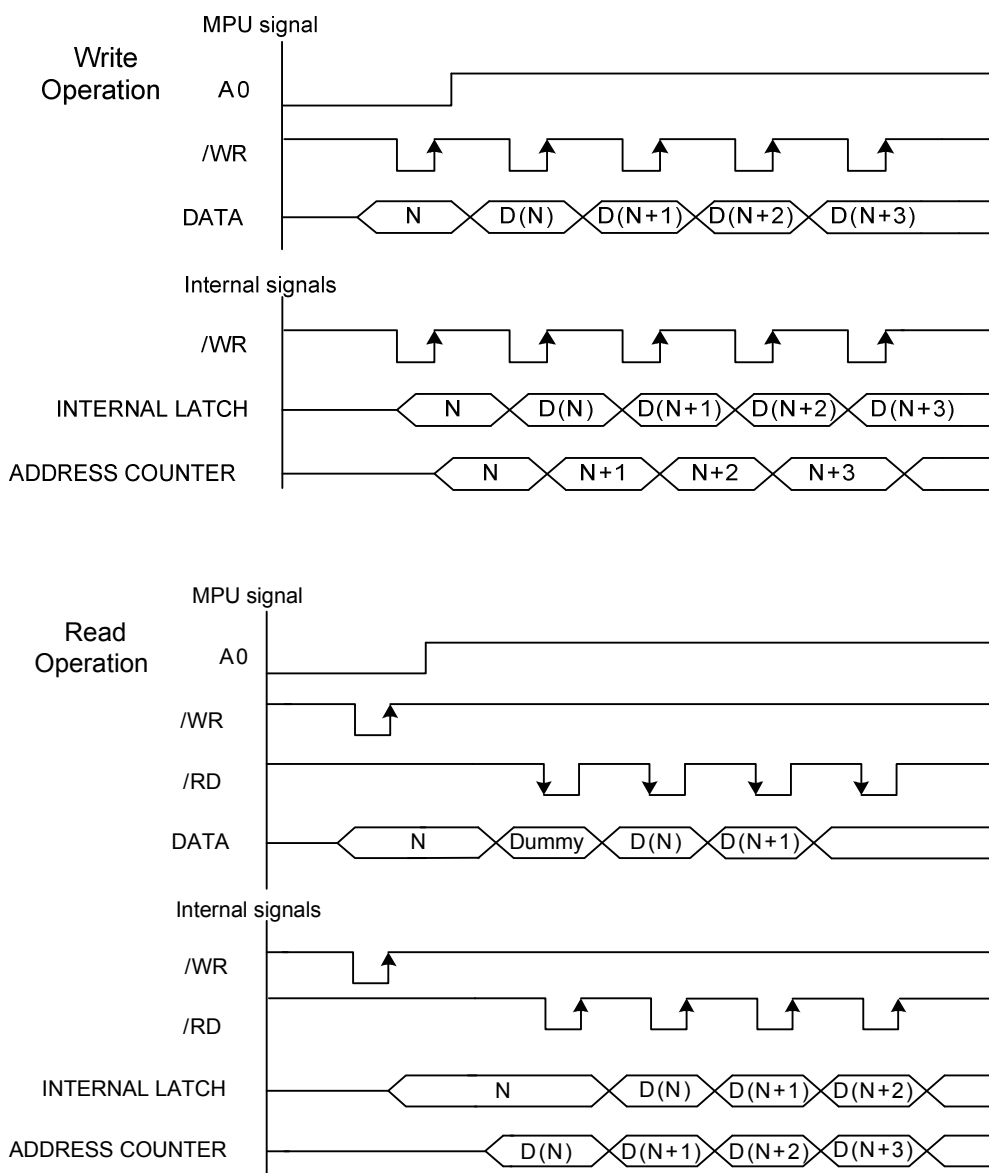 MPU signal
Write
Operation
A0
/WR
DATA N D(N) D(N+1) D(N+2) D(N+3)
Internal signals
/WR
INTERNAL LATCH N D(N) D(N+1) D(N+2) D(N+3)
ADDRESS COUNTER N N+1 N+2 N+3
MPU signal
Read
Operation
A0
/WR
/RD
DATA N Dummy D(N) D(N+1)
Internal signals
/WR
/RD
INTERNAL LATCH N D(N) D(N+1) D(N+2)
ADDRESS COUNTER D(N) D(N+1) D(N+2) D(N+3)